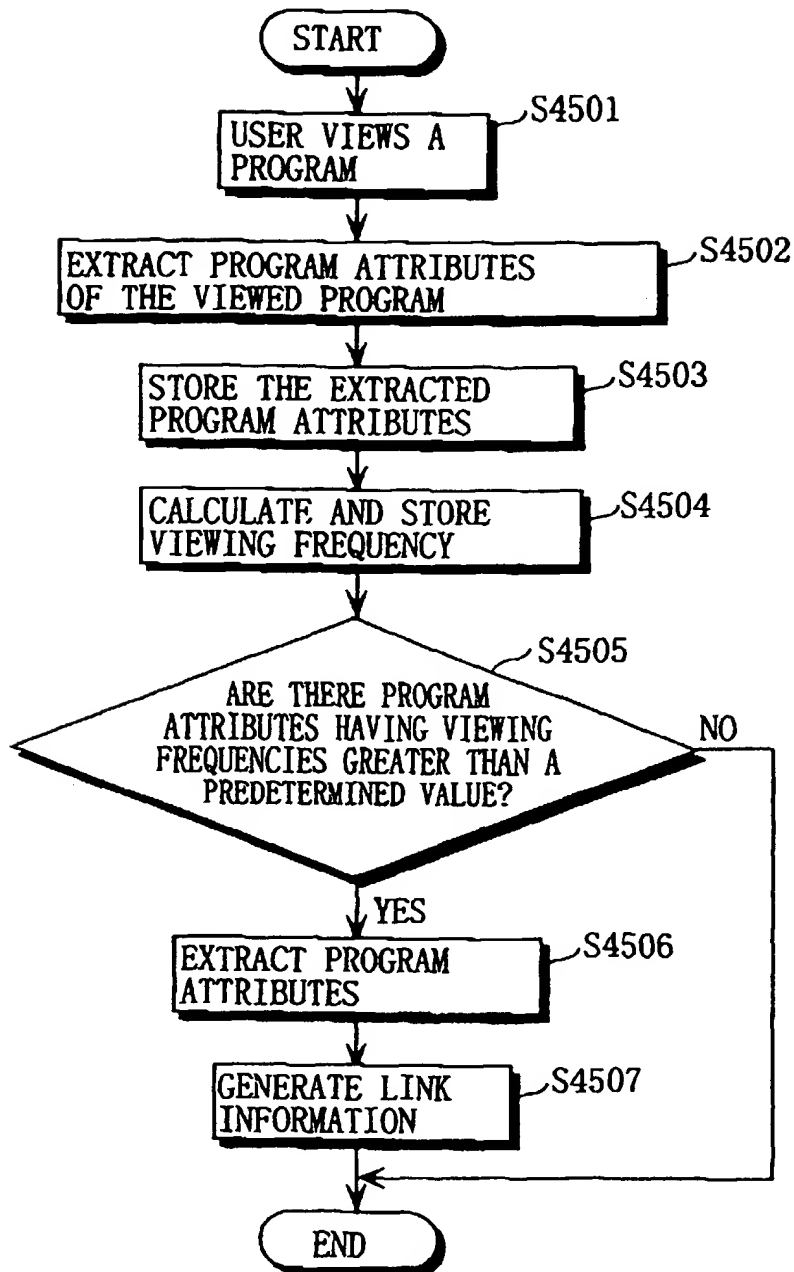 START
S4501
USER VIEWS A
PROGRAM
S4502
EXTRACT PROGRAM ATTRIBUTES
OF THE VIEWED PROGRAM
S4503
STORE THE EXTRACTED
PROGRAM ATTRIBUTES
S4504
CALCULATE AND STORE
VIEWING FREQUENCY
S4505
ARE THERE PROGRAM
ATTRIBUTES HAVING VIEWING
FREQUENCIES GREATER THAN A
PREDETERMINED VALUE?
NO
YES
S4506
EXTRACT PROGRAM
ATTRIBUTES
S4507
GENERATE LINK
INFORMATION
END